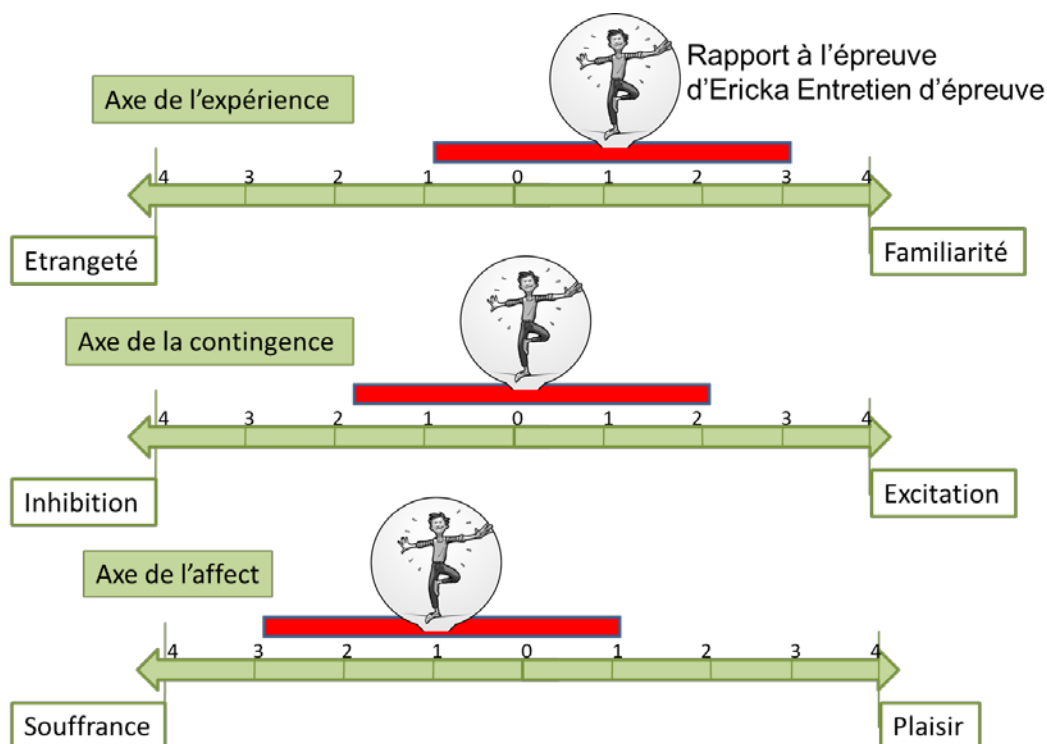 Rapport à l'épreuve
d'Ericka Entretien d'épreuve
Axe de l'expérience
4 3 2 1 0 1 2 3 4
Etrangeté
Familiarité
Axe de la contingence
4 3 2 1 0 1 2 3 4
Inhibition
Excitation
Axe de l'affect
4 3 2 1 0 1 2 3 4
Souffrance
Plaisir